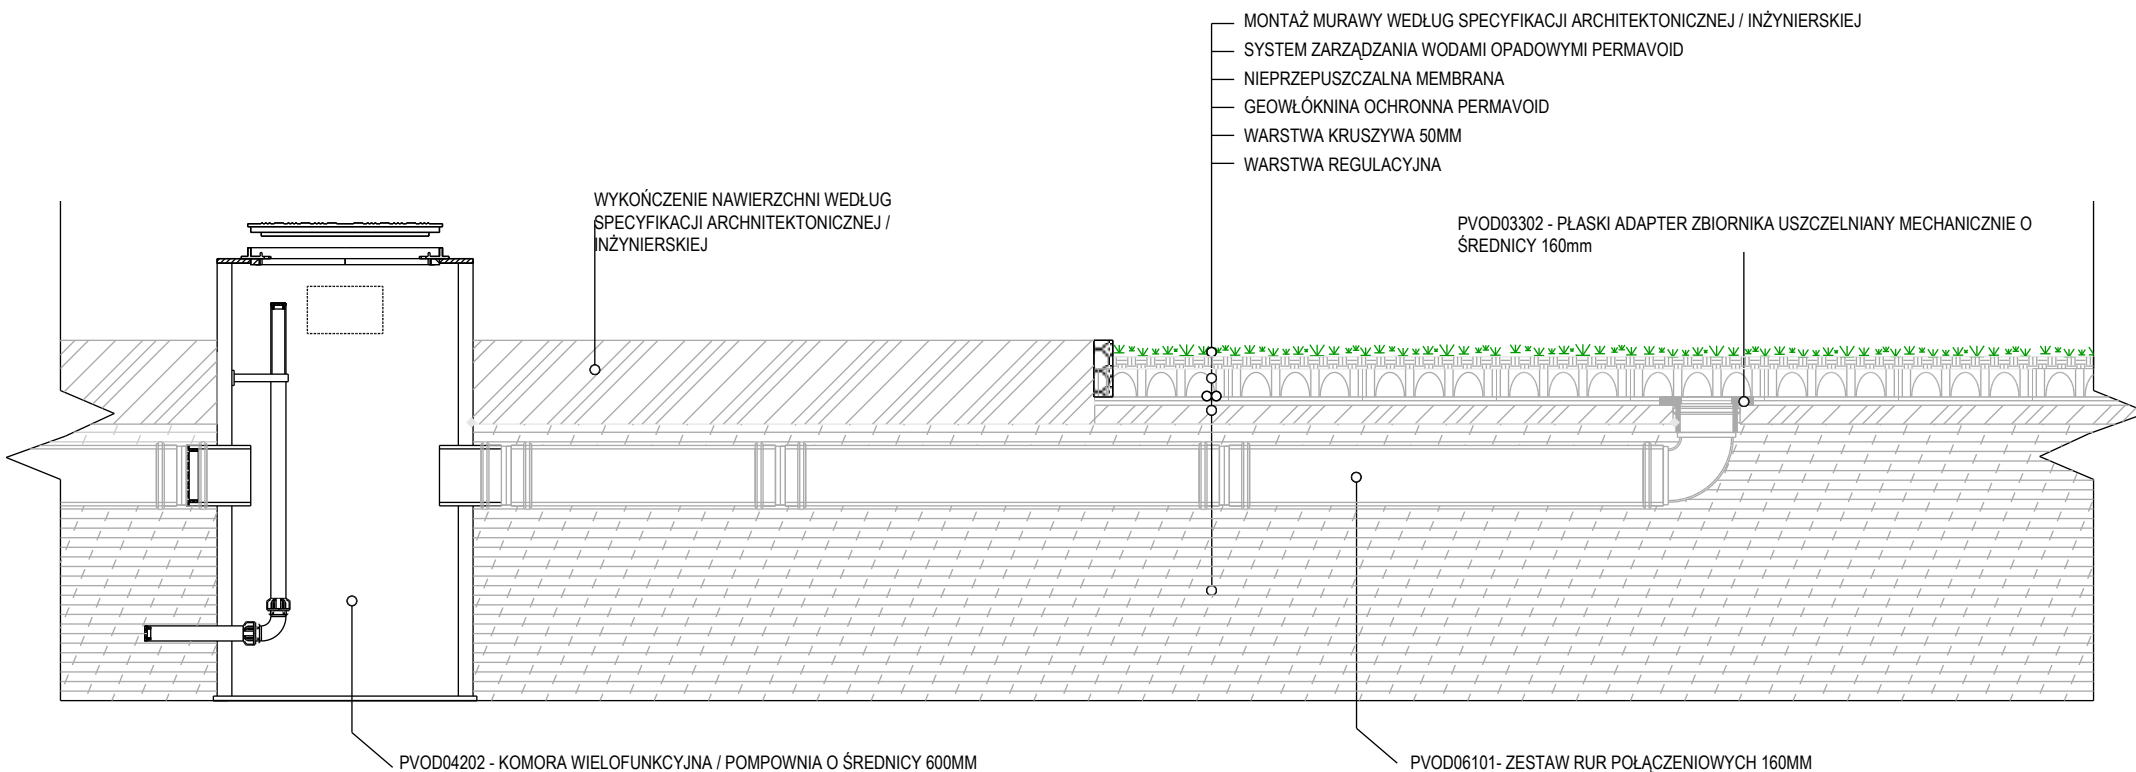 MONTAŻ MURAWY WEDŁUG SPECYFIKACJI ARCHITEKTONICZNEJ / INŻYNIERSKIEJ
SYSTEM ZARZĄDZANIA WODAMI OPADOWYMI PERMAVOID
NIEPRZEPUSZCZALNA MEMBRANA
GEOWŁÓKNINA OCHRONNA PERMAVOID
WARSTWA KRUSZYWA 50MM
WARSTWA REGULACYJNA
WYKOŃCZENIE NAWIERZCHNI WEDŁUG
SPECYFIKACJI ARCHNITEKTONICZNEJ /
INŻYNIERSKIEJ
PVOD03302 - PŁASKI ADAPTER ZBIORNIKA USZCZELNIANY MECHANICZNIE O
ŚREDNICY 160mm
PVOD04202 - KOMORA WIELOFUNKCYJNA / POMPOWNIA O ŚREDNICY 600MM
PVOD06101- ZESTAW RUR POŁĄCZENIOWYCH 160MM